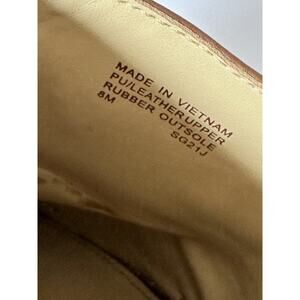 MADE IN VIETNAM
PU/LEATHER UPPER
RUBBER OUTSOLE
8M SG21J